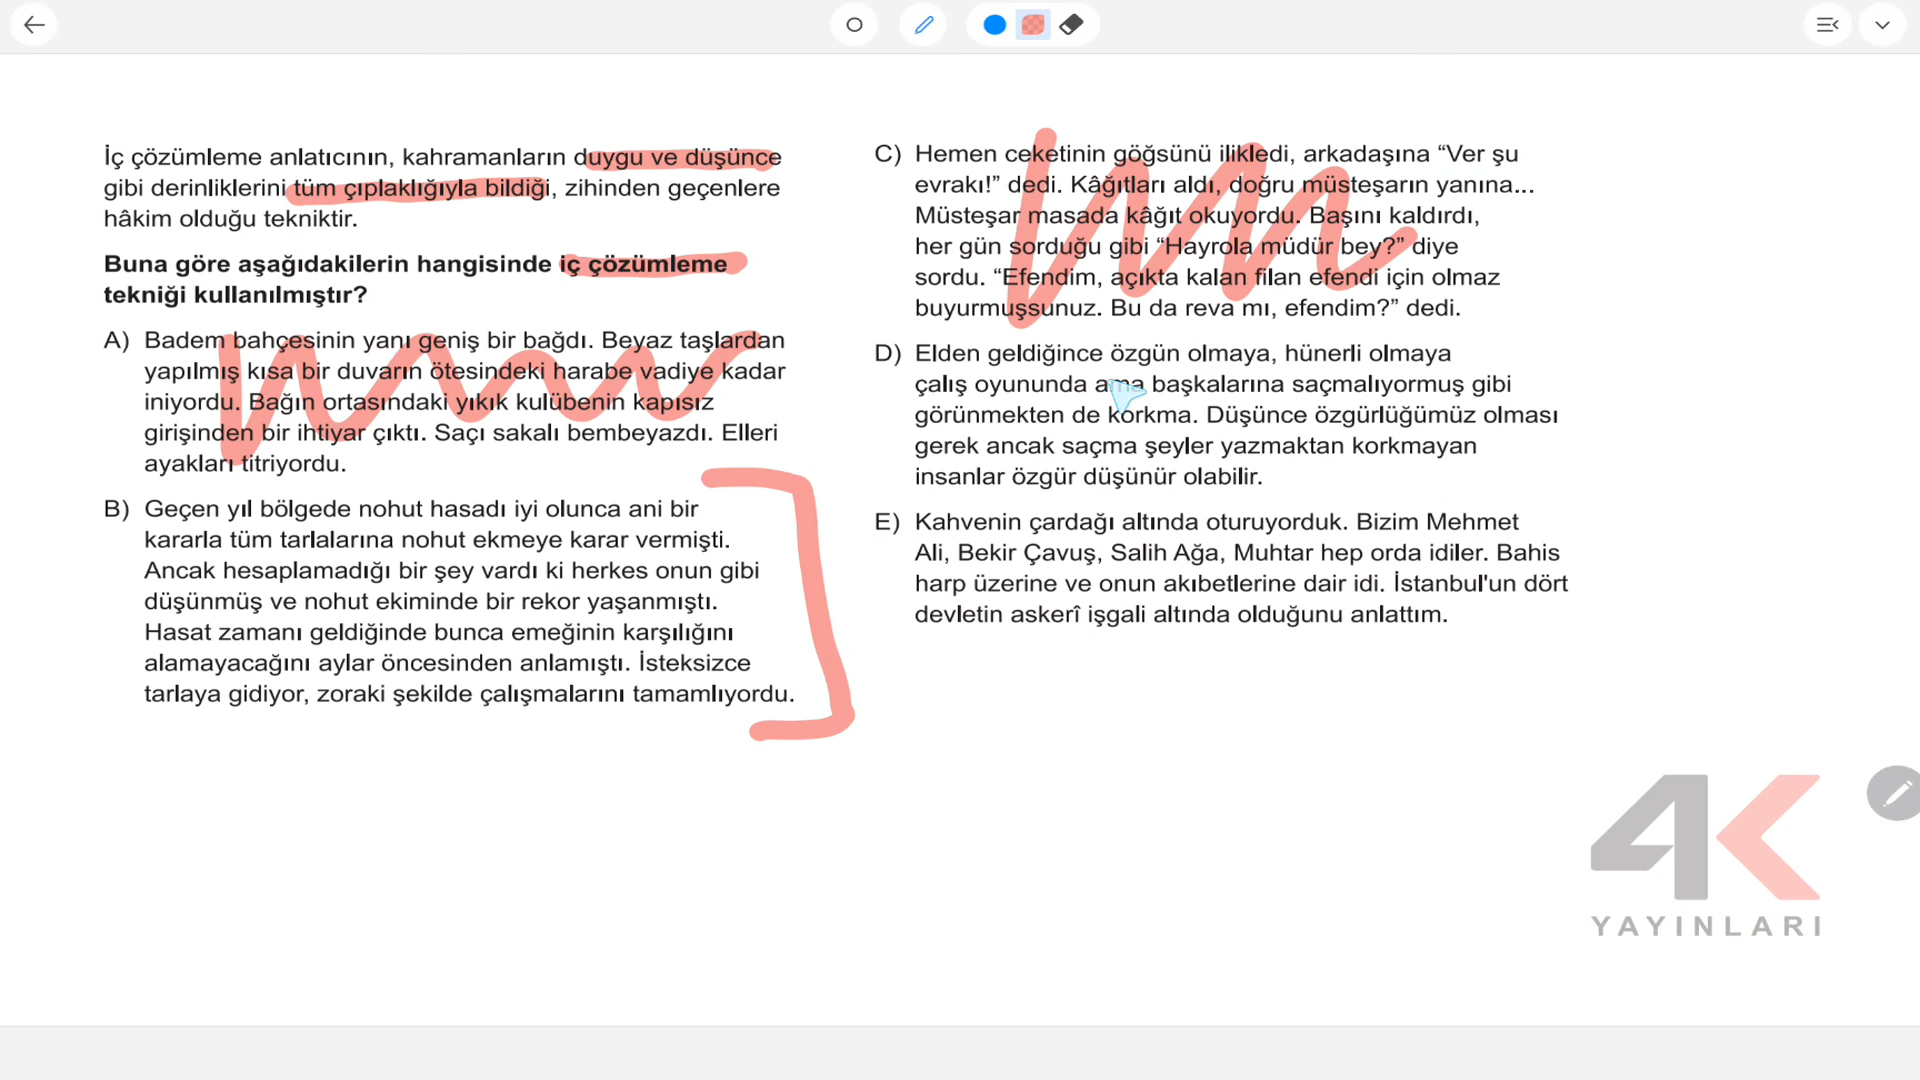 İç çözümleme anlatıcının, kahramanların duygu ve düşünce
gibi derinliklerini tüm çıplaklığıyla bildiği, zihinden geçenlere
hâkim olduğu tekniktir.
Buna göre aşağıdakilerin hangisinde iç çözümleme
tekniği kullanılmıştır?
A) Badem bahçesinin yanı geniş bir bağdı. Beyaz taşlardan
yapılmış kısa bir duvarın ötesindeki harabe vadiye kadar
iniyordu. Bağın ortasındaki yıkık kulübenin kapısız
girişinden bir ihtiyar çıktı. Saçı sakalı bembeyazdı. Elleri
ayakları titriyordu.
B) Geçen yıl bölgede nohut hasadı iyi olunca ani bir
kararla tüm tarlalarına nohut ekmeye karar vermişti.
Ancak hesaplamadığı bir şey vardı ki herkes onun gibi
düşünmüş ve nohut ekiminde bir rekor yaşanmıştı.
Hasat zamanı geldiğinde bunca emeğinin karşılığını
alamayacağını aylar öncesinden anlamıştı. İsteksizce
tarlaya gidiyor, zoraki şekilde çalışmalarını tamamlıyordu.
C) Hemen ceketinin göğsünü ilikledi, arkadaşına “Ver şu
evrakı!” dedi. Kâğıtları aldı, doğru müsteşarın yanına...
Müsteşar masada kâğıt okuyordu. Başını kaldırdı,
her gün sorduğu gibi “Hayrola müdür bey?” diye
sordu. “Efendim, açıkta kalan filan efendi için olmaz
buyurmuşsunuz. Bu da reva mı, efendim?” dedi.
D) Elden geldiğince özgün olmaya, hünerli olmaya
çalış oyununda ama başkalarına saçmalıyormuş gibi
görünmekten de korkma. Düşünce özgürlüğümüz olması
gerek ancak saçma şeyler yazmaktan korkmayan
insanlar özgür düşünür olabilir.
E) Kahvenin çardağı altında oturuyorduk. Bizim Mehmet
Ali, Bekir Çavuş, Salih Ağa, Muhtar hep orda idiler. Bahis
harp üzerine ve onun akıbetlerine dair idi. İstanbul'un dört
devletin askerî işgali altında olduğunu anlattım.
4K
YAYINLARI